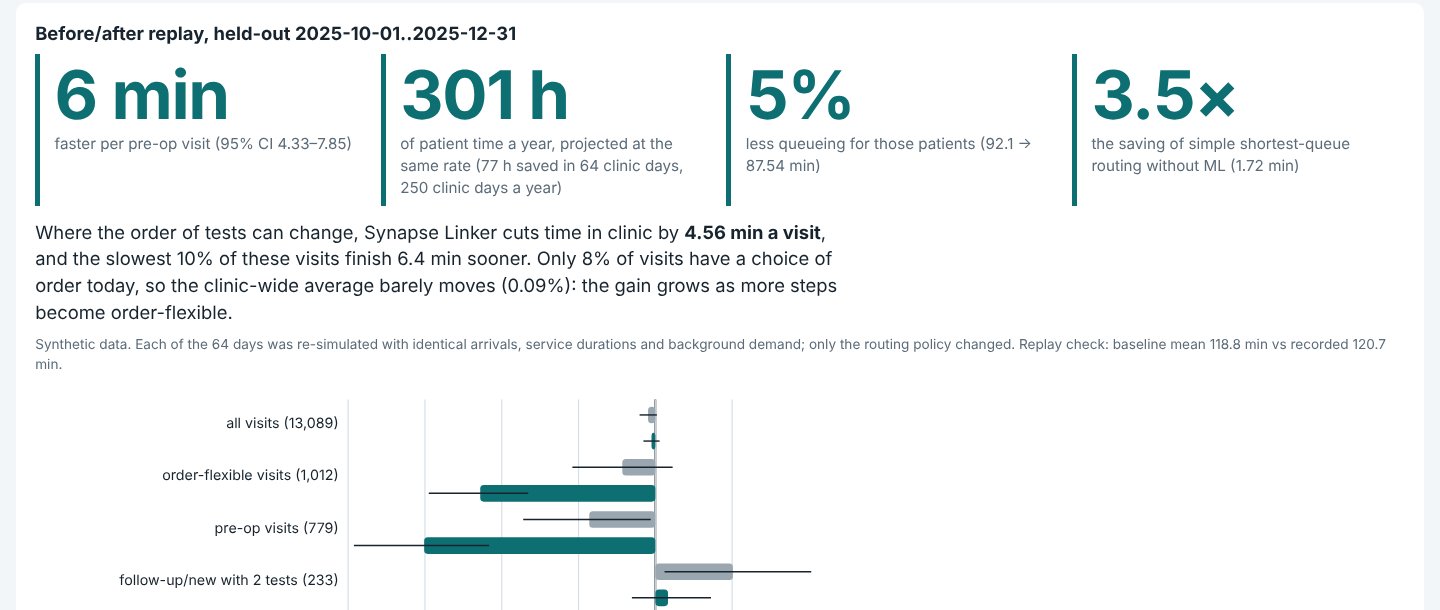 Before/after replay, held-out 2025-10-01..2025-12-31
6 min
faster per pre-op visit (95% CI 4.33–7.85)
301 h
of patient time a year, projected at the
same rate (77 h saved in 64 clinic days,
250 clinic days a year)
5%
less queueing for those patients (92.1 →
87.54 min)
3.5×
the saving of simple shortest-queue
routing without ML (1.72 min)
Where the order of tests can change, Synapse Linker cuts time in clinic by 4.56 min a visit,
and the slowest 10% of these visits finish 6.4 min sooner. Only 8% of visits have a choice of
order today, so the clinic-wide average barely moves (0.09%): the gain grows as more steps
become order-flexible.
Synthetic data. Each of the 64 days was re-simulated with identical arrivals, service durations and background demand; only the routing policy changed. Replay check: baseline mean 118.8 min vs recorded 120.7
min.
all visits (13,089)
order-flexible visits (1,012)
pre-op visits (779)
follow-up/new with 2 tests (233)